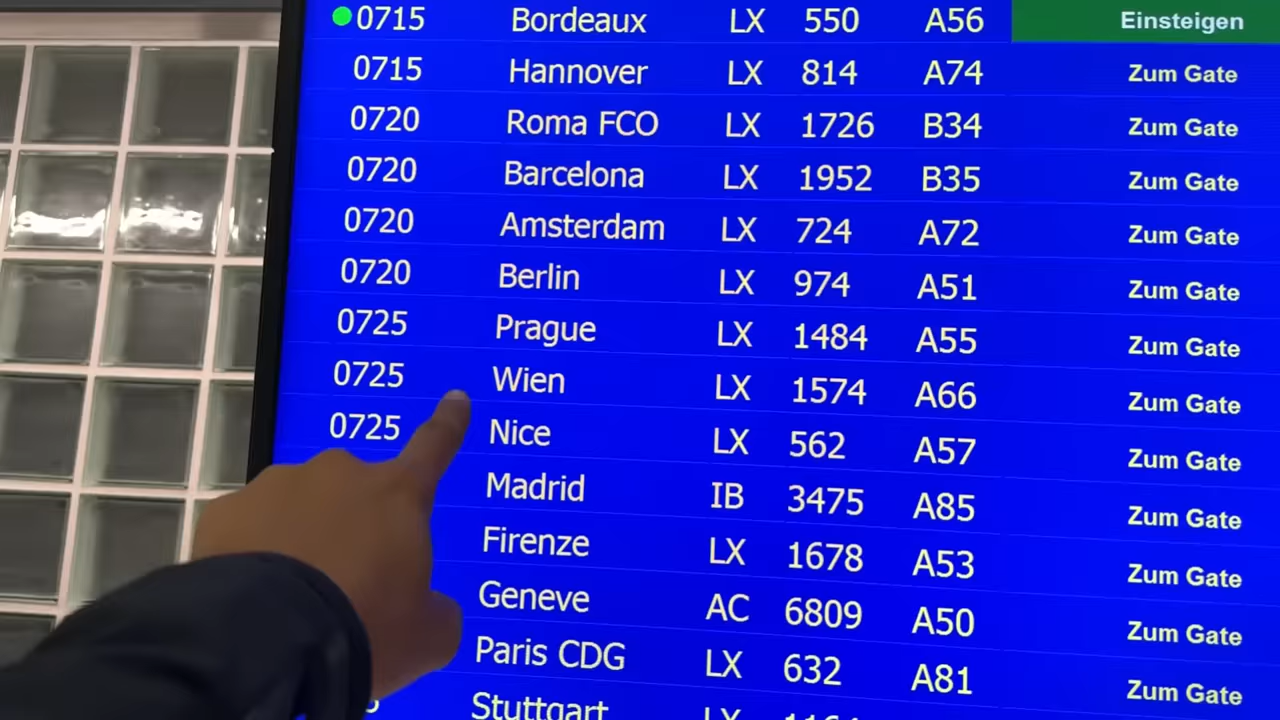 0715 Bordeaux LX 550 A56 Einsteigen
0715 Hannover LX 814 A74 Zum Gate
0720 Roma FCO LX 1726 B34 Zum Gate
0720 Barcelona LX 1952 B35 Zum Gate
0720 Amsterdam LX 724 A72 Zum Gate
0720 Berlin LX 974 A51 Zum Gate
0725 Prague LX 1484 A55 Zum Gate
0725 Wien LX 1574 A66 Zum Gate
0725 Nice LX 562 A57 Zum Gate
Madrid IB 3475 A85 Zum Gate
Firenze LX 1678 A53 Zum Gate
Geneve AC 6809 A50 Zum Gate
Paris CDG LX 632 A81 Zum Gate
Stuttgart LX